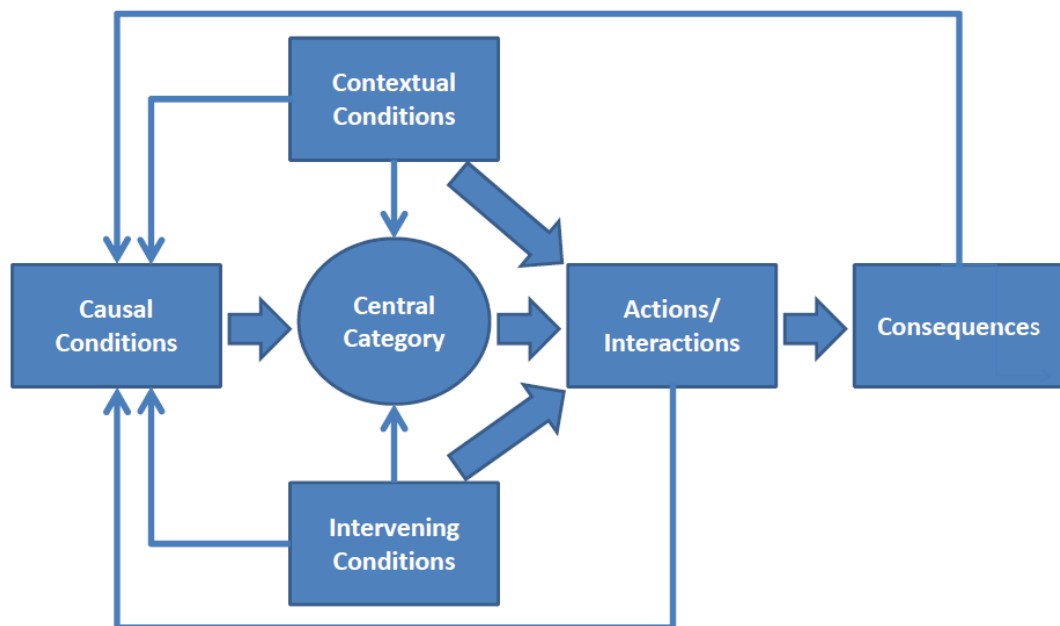 Contextual
Conditions
Causal
Conditions
Central
Category
Actions/
Interactions
Consequences
Intervening
Conditions